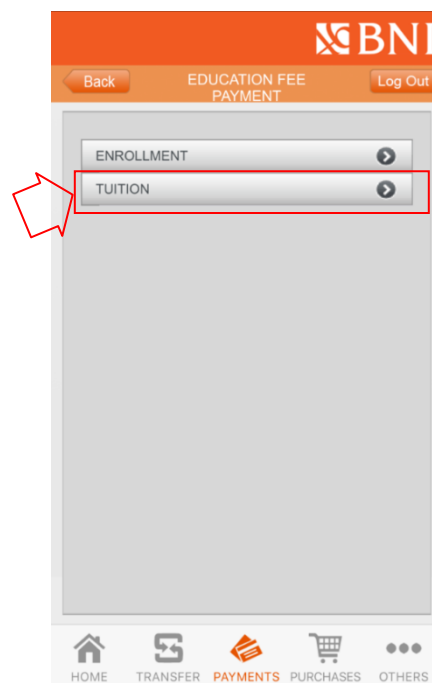 BNI
Back
EDUCATION FEE
PAYMENT
Log Out
ENROLLMENT
TUITION
HOME TRANSFER PAYMENTS PURCHASES OTHERS